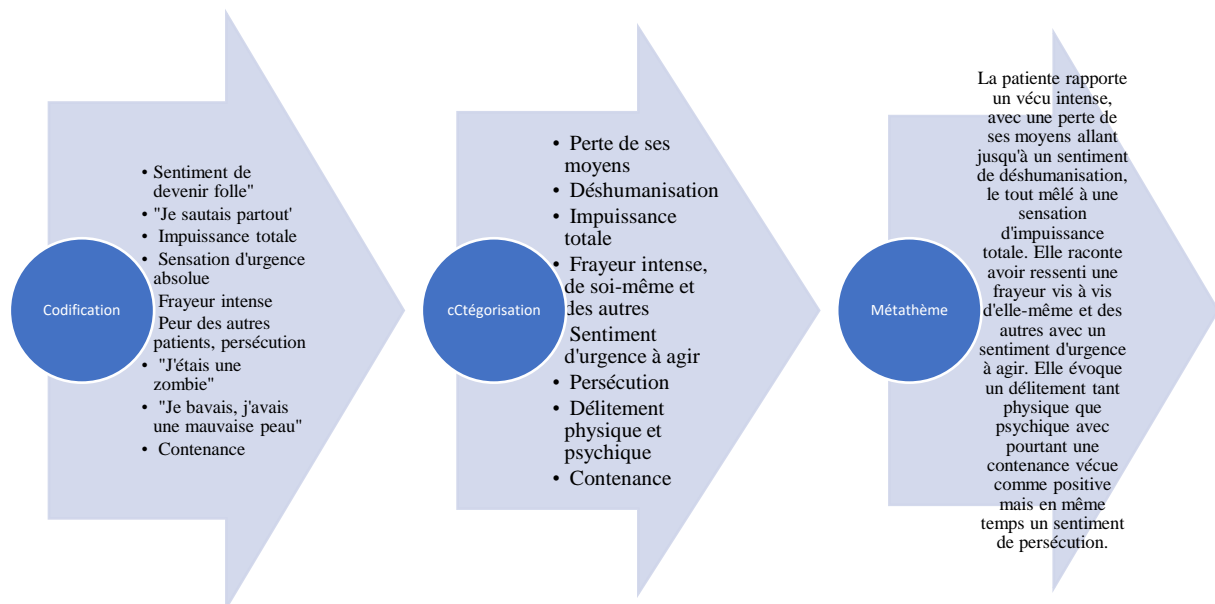 Codification
• Sentiment de
devenir folle"
• "Je sautais partout'
• Impuissance totale
• Sensation d'urgence
absolue
Frayeur intense
Peur des autres
patients, persécution
• "J'étais une
zombie"
• "Je bavais, j'avais
une mauvaise peau"
• Contenance
cCtégorisation
• Perte de ses
moyens
• Déshumanisation
• Impuissance
totale
• Frayeur intense,
de soi-même et
des autres
Sentiment
d'urgence à agir
• Persécution
• Délitement
physique et
psychique
• Contenance
Métathème
La patiente rapporte
un vécu intense,
avec une perte de
ses moyens allant
jusqu'à un sentiment
de déshumanisation,
le tout mêlé à une
sensation
d'impuissance
totale. Elle raconte
avoir ressenti une
frayeur vis à vis
d'elle-même et des
autres avec un
sentiment d'urgence
à agir. Elle évoque
un délitement tant
physique que
psychique avec
pourtant une
contenance vécue
comme positive
mais en même
temps un sentiment
de persécution.